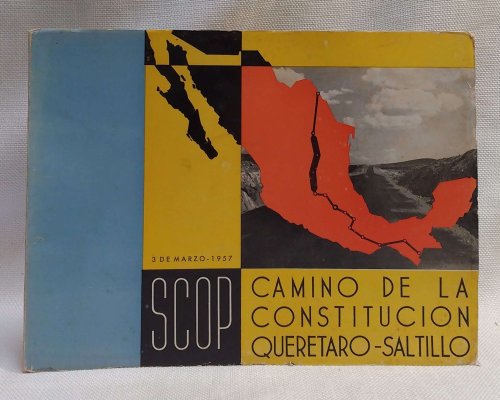 3 DE MARZO-1957
SCOP
CAMINO DE LA
CONSTITUCION
QUERETARO-SALTILLO